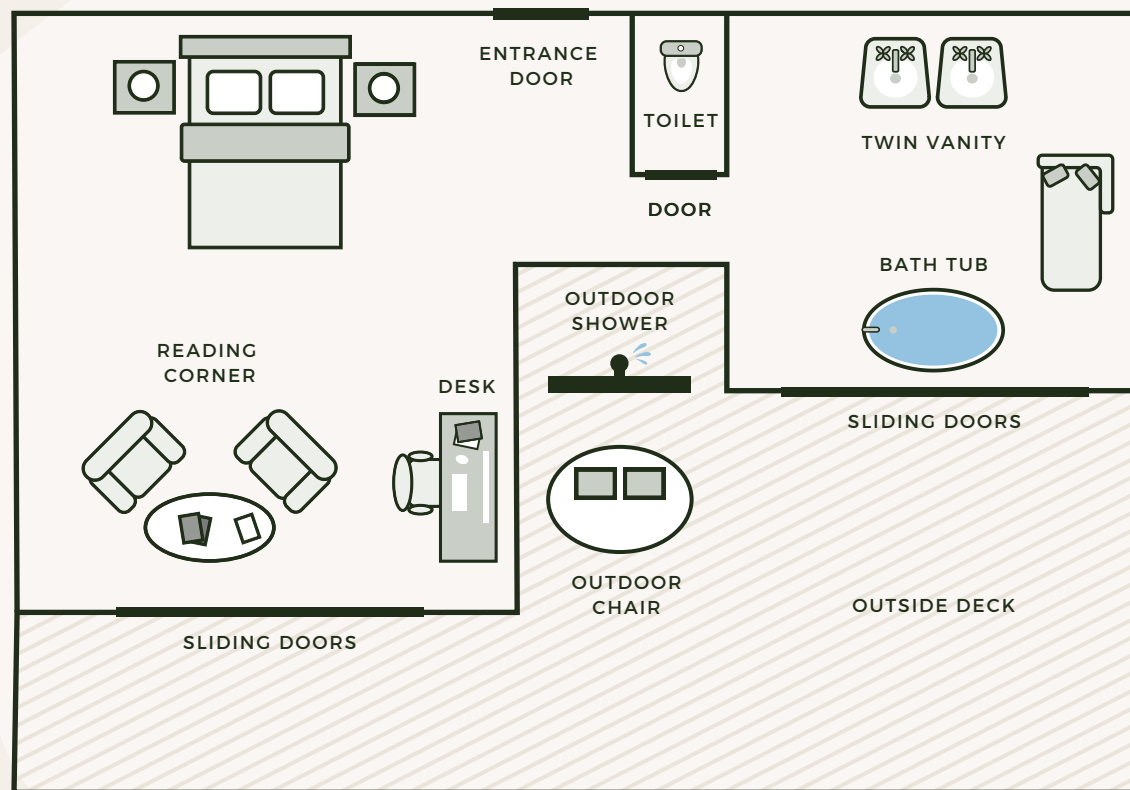 ENTRANCE
DOOR
TOILET
TWIN VANITY
DOOR
BATH TUB
OUTDOOR
SHOWER
READING
CORNER
DESK
SLIDING DOORS
OUTDOOR
CHAIR
OUTSIDE DECK
SLIDING DOORS